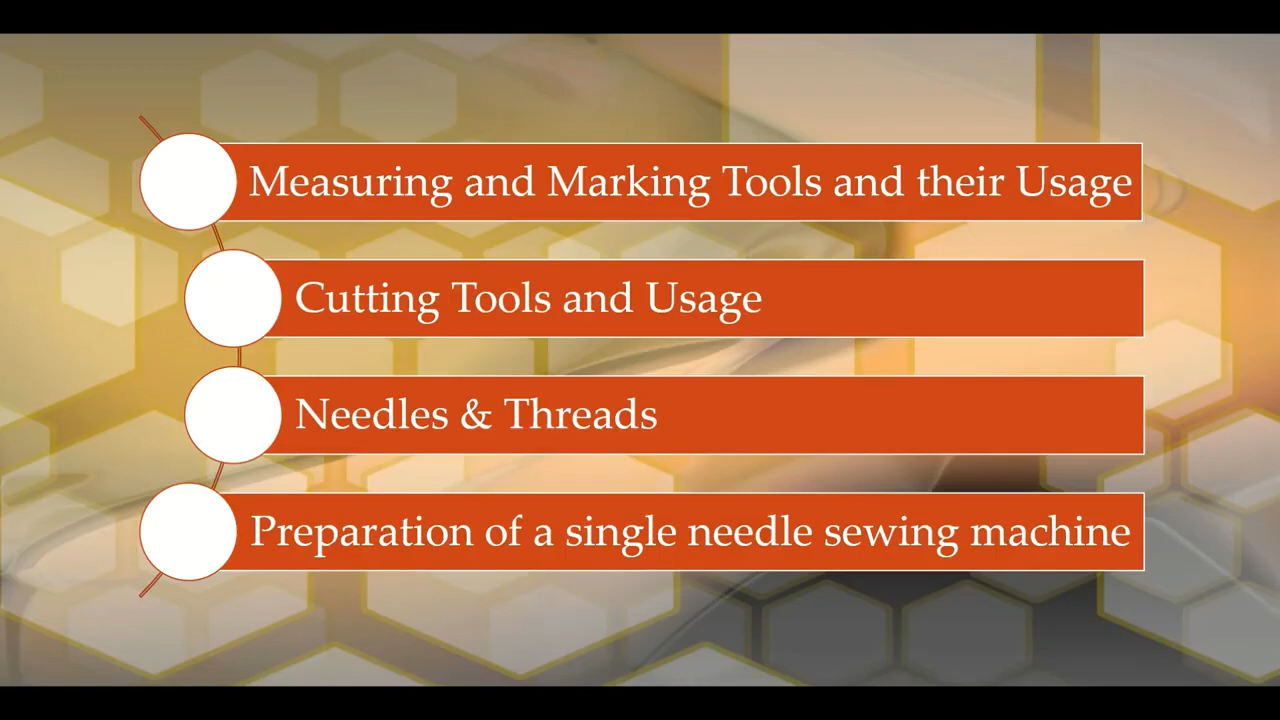 Measuring and Marking Tools and their Usage
Cutting Tools and Usage
Needles & Threads
Preparation of a single needle sewing machine